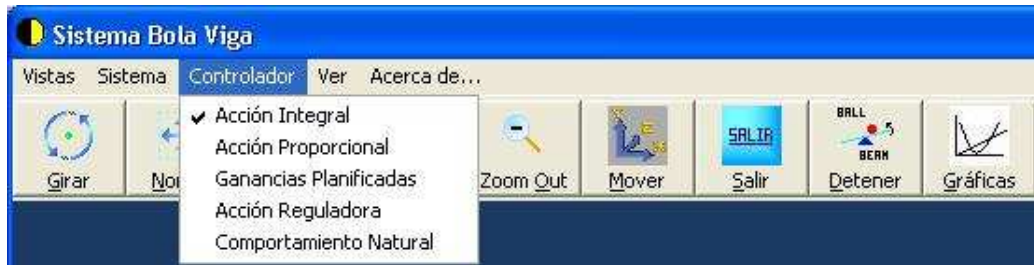 Sistema Bola Viga
Vistas Sistema Controlador Ver Acerca de...
Acción Integral
Acción Proporcional
Ganancias Planificadas
Acción Reguladora
Comportamiento Natural
SALIR
BALL
BEAM
Girar Zoom Out Mover Salir Detener Gráficas